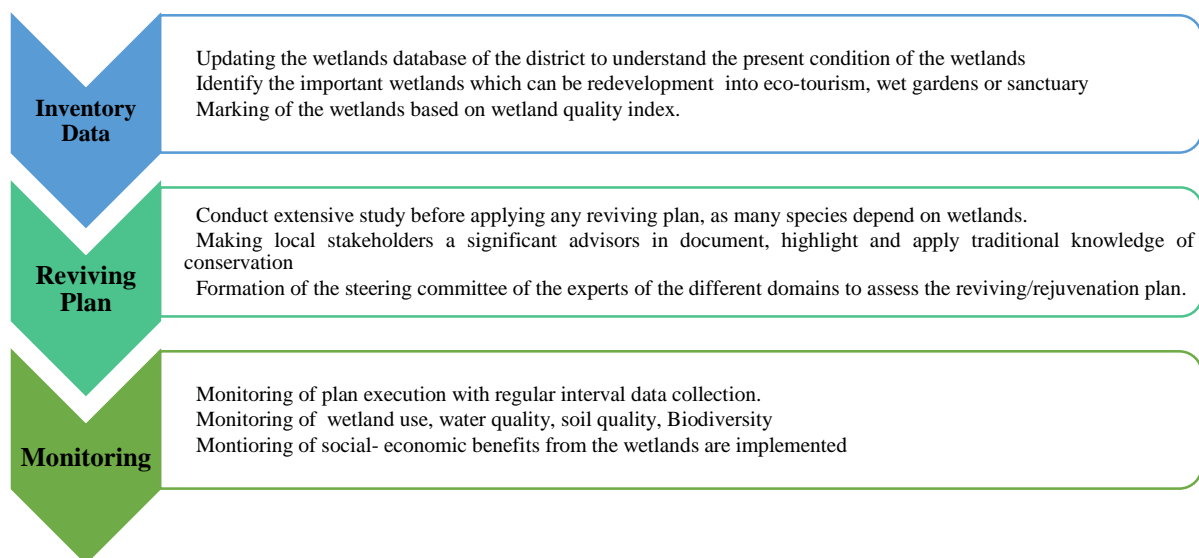 Inventory
Data
Updating the wetlands database of the district to understand the present condition of the wetlands
Identify the important wetlands which can be redevelopment into eco-tourism, wet gardens or sanctuary
Marking of the wetlands based on wetland quality index.
Reviving
Plan
Conduct extensive study before applying any reviving plan, as many species depend on wetlands.
Making local stakeholders a significant advisors in document, highlight and apply traditional knowledge of
conservation
Formation of the steering committee of the experts of the different domains to assess the reviving/rejuvenation plan.
Monitoring
Monitoring of plan execution with regular interval data collection.
Monitoring of wetland use, water quality, soil quality, Biodiversity
Montioring of social- economic benefits from the wetlands are implemented